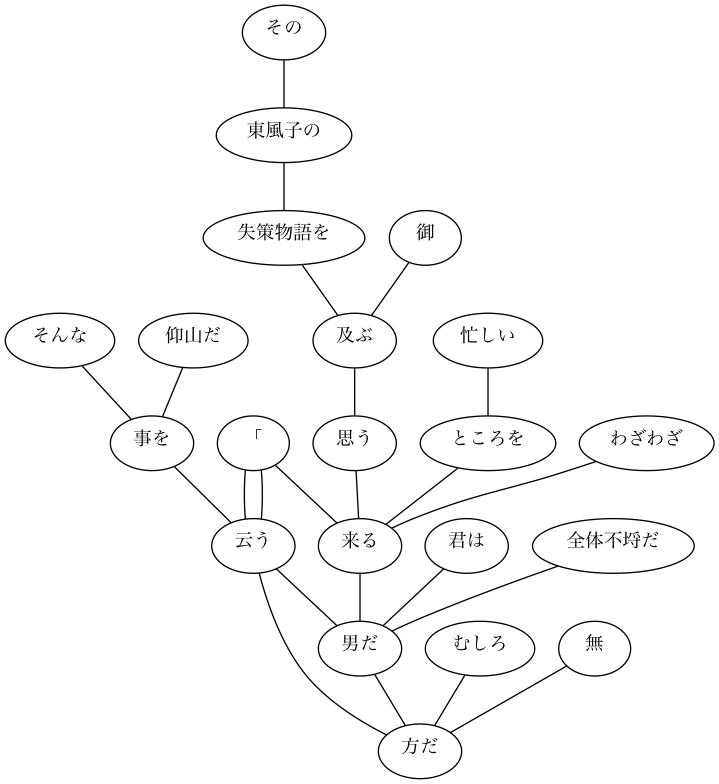 その
東風子の
失策物語を
御
そんな
仰山だ
及ぶ
忙しい
事を
「
思う
ところを
わざわざ
云う
来る
君は
全体不埒だ
男だ
むしろ
無
方だ